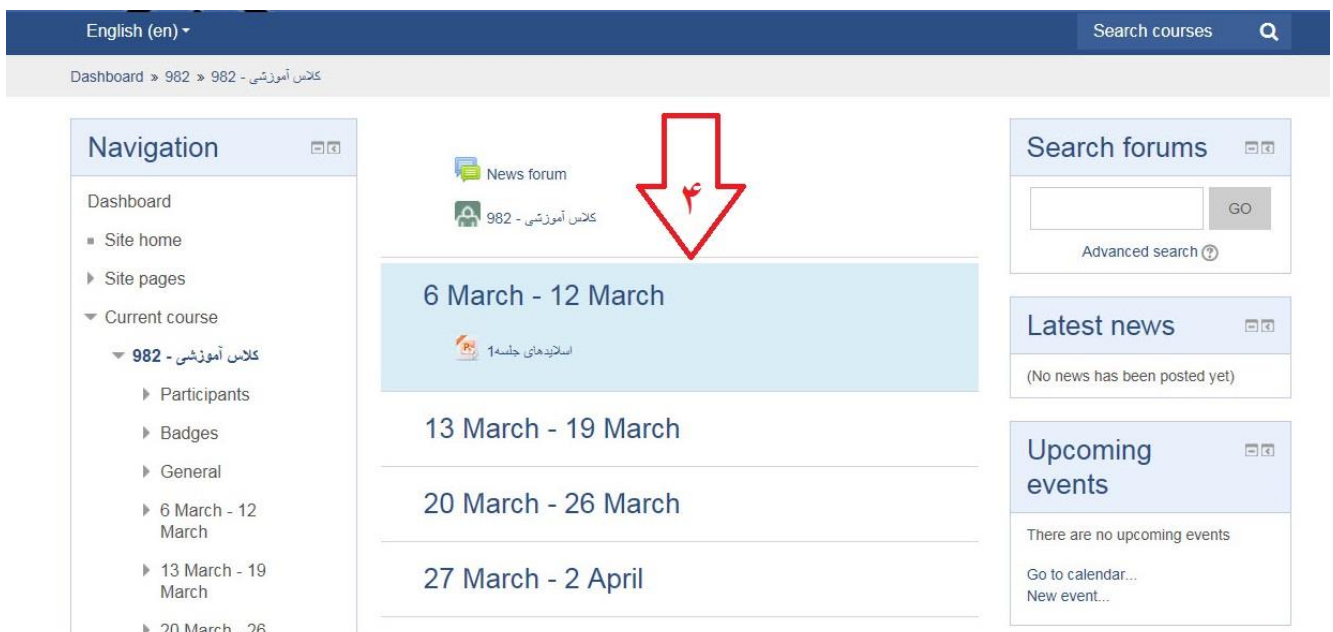 English (en)
Search courses
Dashboard » 982 » کلاس آموزشی - 982
Navigation
Dashboard
Site home
Site pages
Current course
کلاس آموزشی - 982
Participants
Badges
General
6 March - 12
March
13 March - 19
March
20 March - 26
News forum
کلاس آموزشی - 982
۴
6 March - 12 March
اسلایدهای جلسه1
13 March - 19 March
20 March - 26 March
27 March - 2 April
Search forums
GO
Advanced search
Latest news
(No news has been posted yet)
Upcoming
events
There are no upcoming events
Go to calendar...
New event...